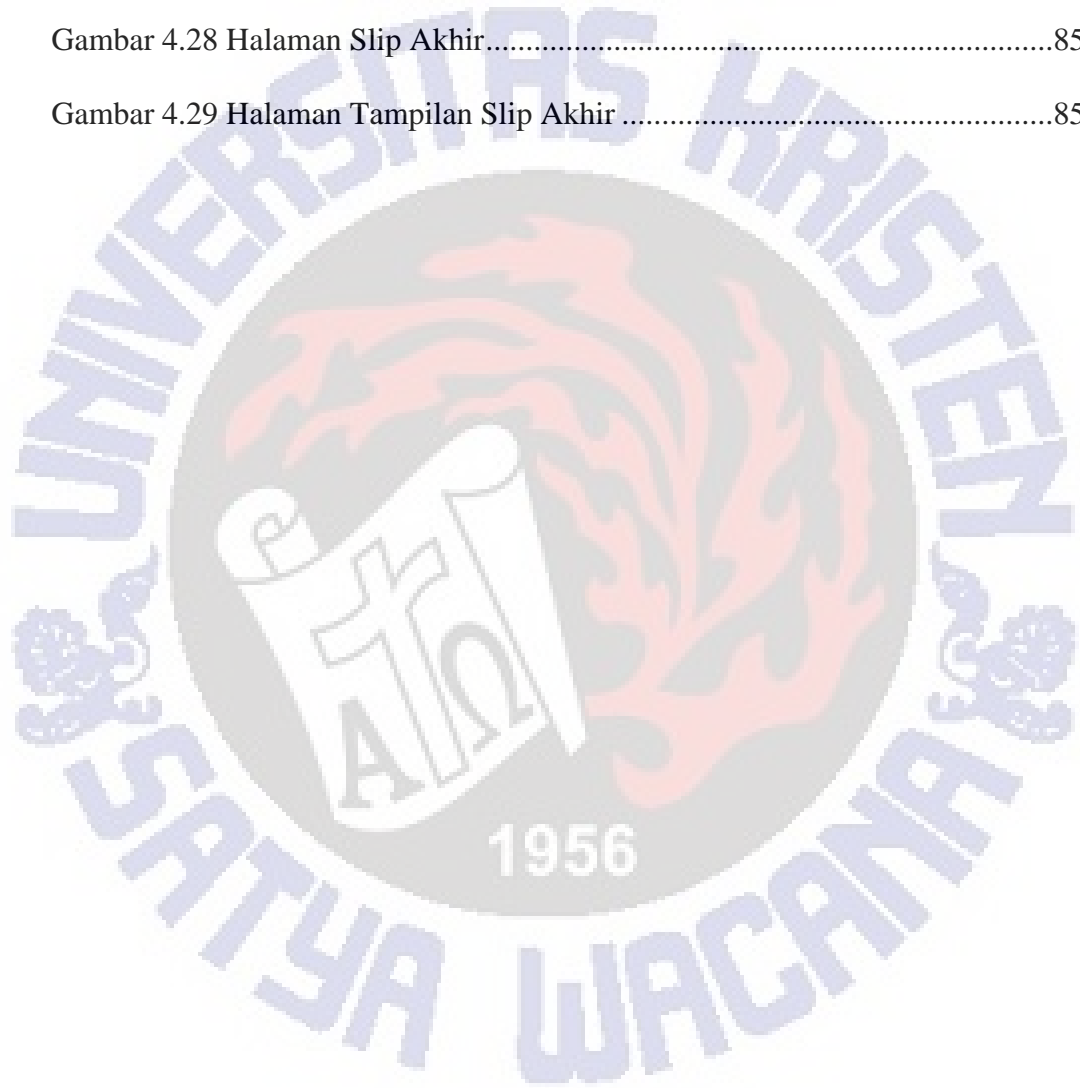 Gambar 4.28 Halaman Slip Akhir.......................................................................85
Gambar 4.29 Halaman Tampilan Slip Akhir ......................................................85
UNIVERSITAS KRISTEN
SATYA WACANA
Α Ω
1956